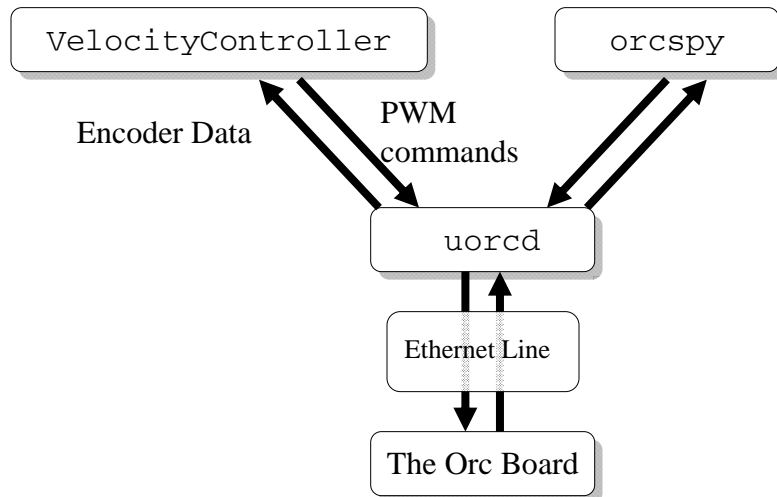 VelocityController
orcspy
Encoder Data
PWM
commands
uorcd
Ethernet Line
The Orc Board